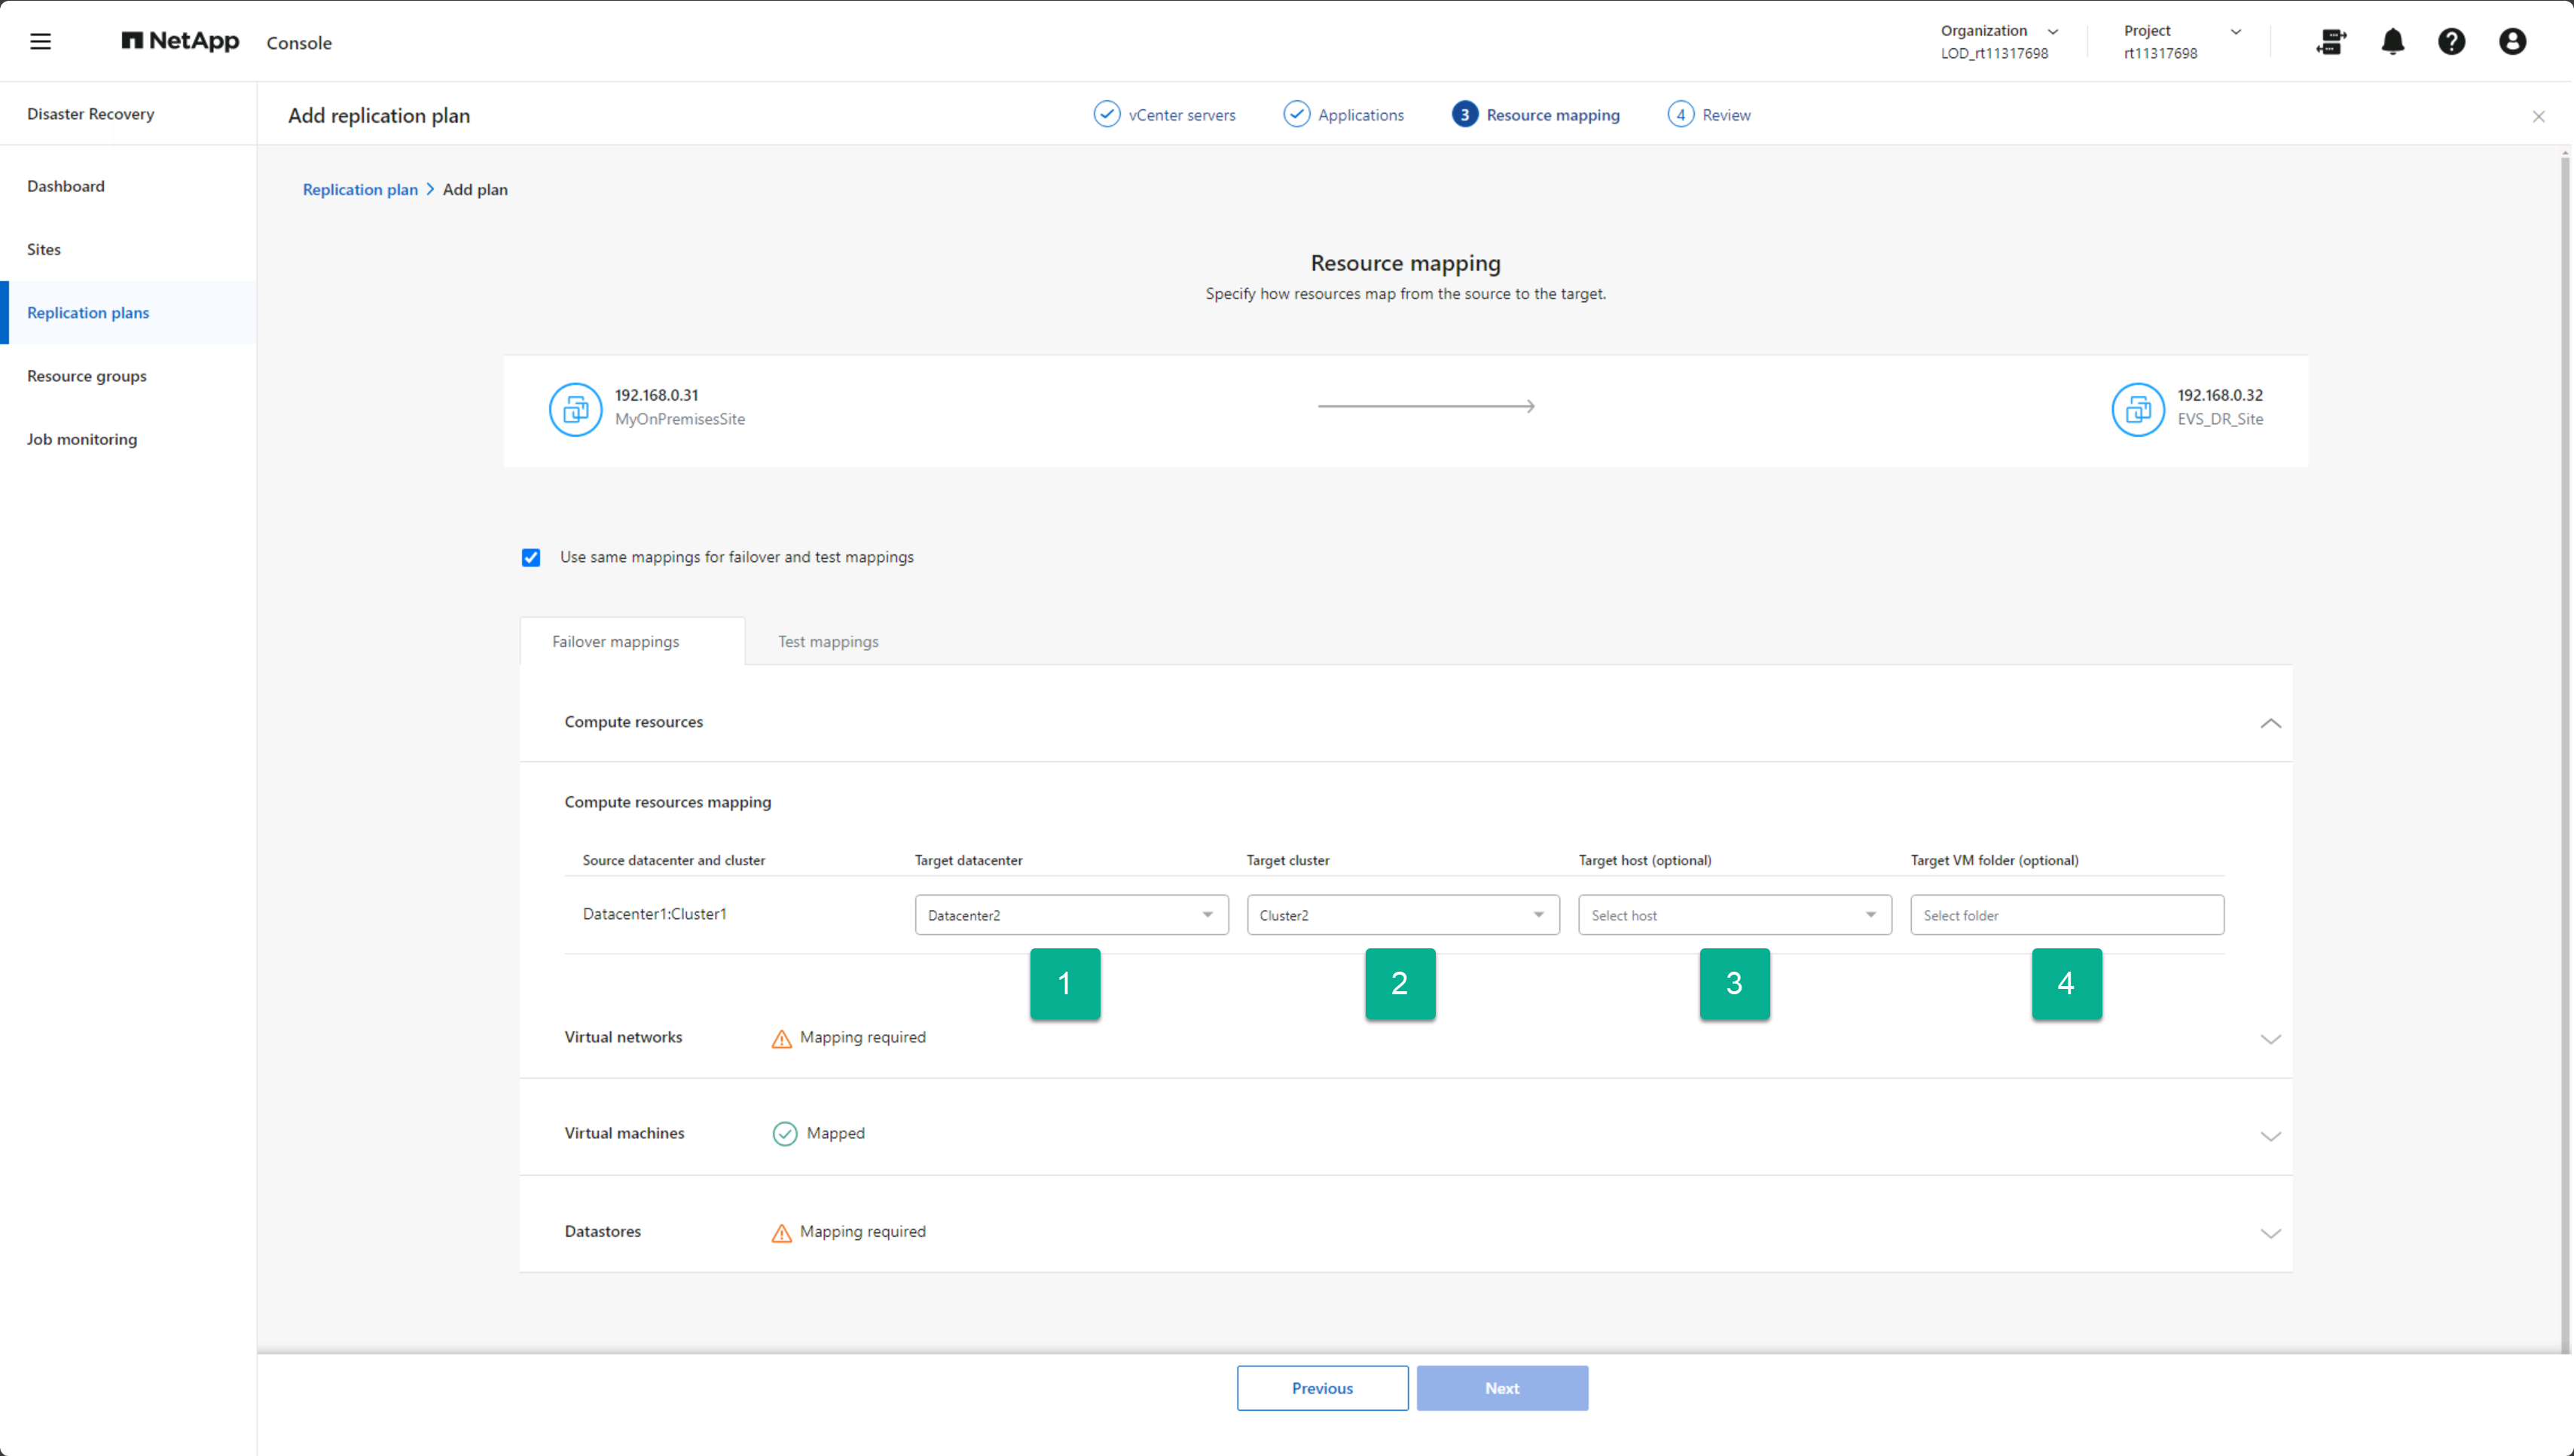 NetApp Console
Organization
LOD_rt11317698
Project
rt11317698
Disaster Recovery
Add replication plan
vCenter servers
Applications
3 Resource mapping
4 Review
Dashboard
Sites
Replication plans
Resource groups
Job monitoring
Replication plan > Add plan
Resource mapping
Specify how resources map from the source to the target.
192.168.0.31
MyOnPremisesSite
192.168.0.32
EVS_DR_Site
Use same mappings for failover and test mappings
Failover mappings
Test mappings
Compute resources
Compute resources mapping
Source datacenter and cluster
Target datacenter
Target cluster
Target host (optional)
Target VM folder (optional)
Datacenter1:Cluster1
Datacenter2
Cluster2
Select host
Select folder
1
2
3
4
Virtual networks
Mapping required
Virtual machines
Mapped
Datastores
Mapping required
Previous
Next